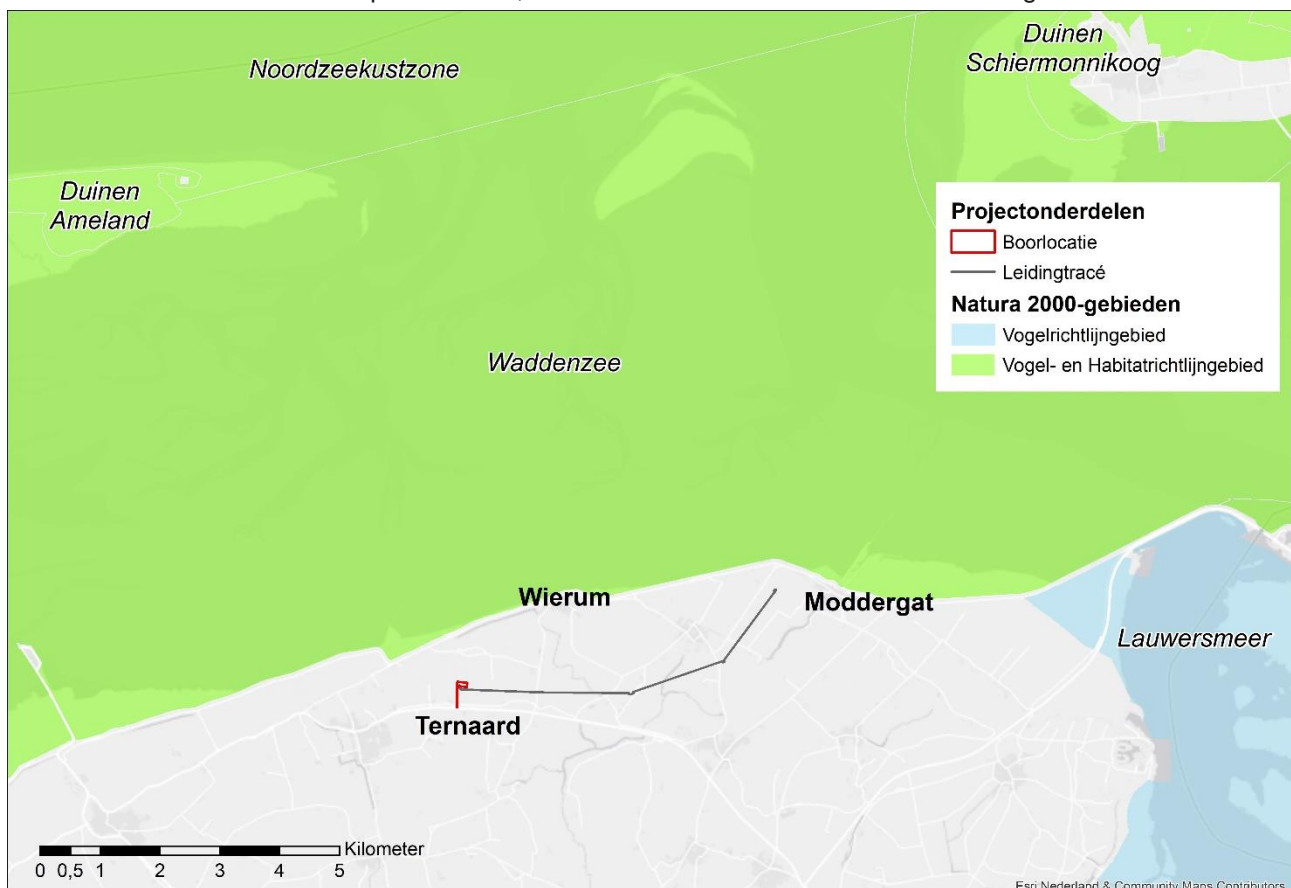 Noordzeekustzone
Duinen
Schiermonnikoog
Duinen
Ameland
Projectonderdelen
Boorlocatie
Leidingtracé
Natura 2000-gebieden
Vogelrichtlijngebied
Vogel- en Habitatrichtlijngebied
Waddenzee
Wierum
Moddergat
Lauwersmeer
Ternaard
Kilometer
0 0,5 1 2 3 4 5
Esri Nederland & Community Maps Contributors